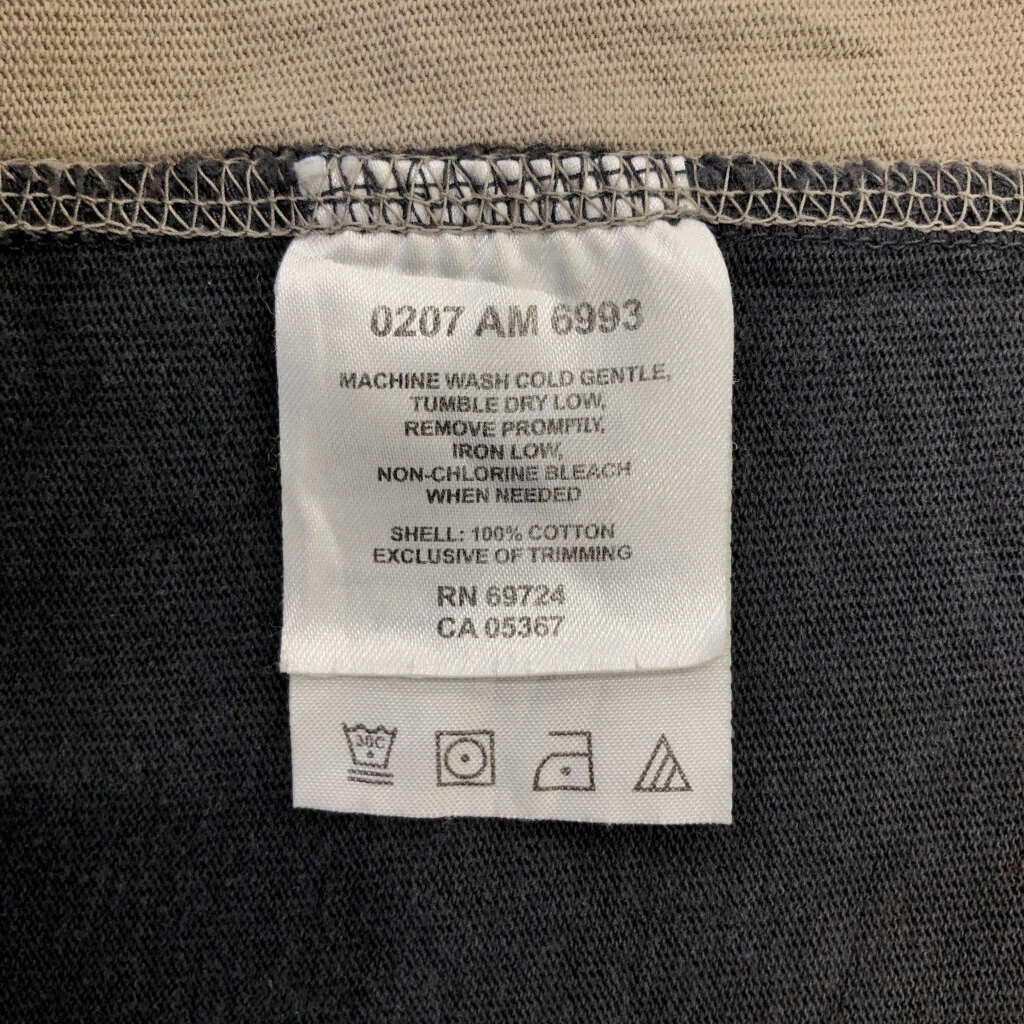 0207 AM 6993
MACHINE WASH COLD GENTLE,
TUMBLE DRY LOW,
REMOVE PROMPTLY,
IRON LOW,
NON-CHLORINE BLEACH
WHEN NEEDED
SHELL: 100% COTTON
EXCLUSIVE OF TRIMMING
RN 69724
CA 05367
30C